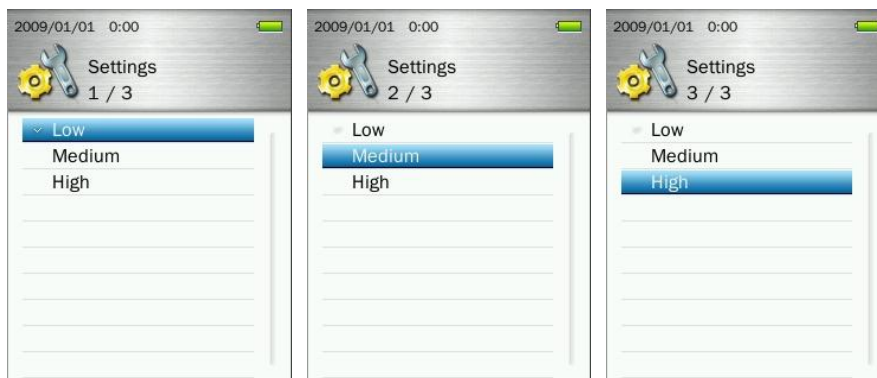 2009/01/01 0:00
Settings
1 / 3
Low
Medium
High
2009/01/01 0:00
Settings
2 / 3
Low
Medium
High
2009/01/01 0:00
Settings
3 / 3
Low
Medium
High